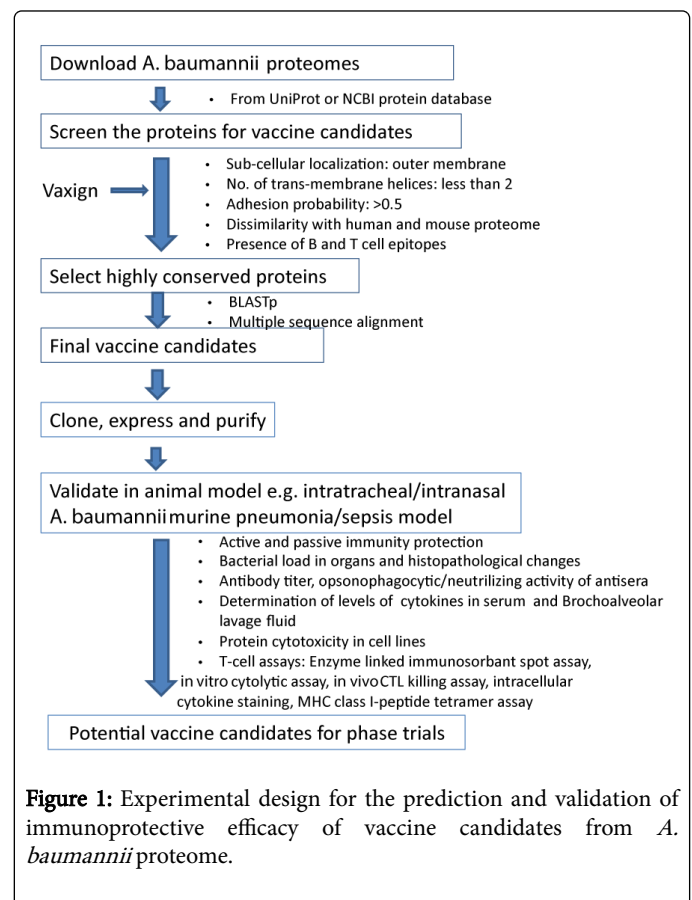 Download A. baumannii proteomes
• From UniProt or NCBI protein database
Screen the proteins for vaccine candidates
Vaxign
• Sub-cellular localization: outer membrane
• No. of trans-membrane helices: less than 2
• Adhesion probability: >0.5
• Dissimilarity with human and mouse proteome
• Presence of B and T cell epitopes
Select highly conserved proteins
• BLASTp
• Multiple sequence alignment
Final vaccine candidates
Clone, express and purify
Validate in animal model e.g. intratracheal/intranasal
A. baumannii murine pneumonia/sepsis model
• Active and passive immunity protection
• Bacterial load in organs and histopathological changes
• Antibody titer, opsonophagocytic/neutrilizing activity of antisera
• Determination of levels of cytokines in serum and Brochoalveolar
lavage fluid
• Protein cytotoxicity in cell lines
• T-cell assays: Enzyme linked immunosorbant spot assay,
in vitro cytolytic assay, in vivo CTL killing assay, intracellular
cytokine staining, MHC class I-peptide tetramer assay
Potential vaccine candidates for phase trials
Figure 1: Experimental design for the prediction and validation of
immunoprotective efficacy of vaccine candidates from A.
baumannii proteome.